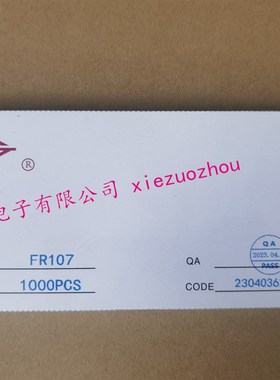 ®
电子有限公司 xiezuozhou
FR107
QA
QA
2023.04.
PASS
1000PCS
CODE 2304036